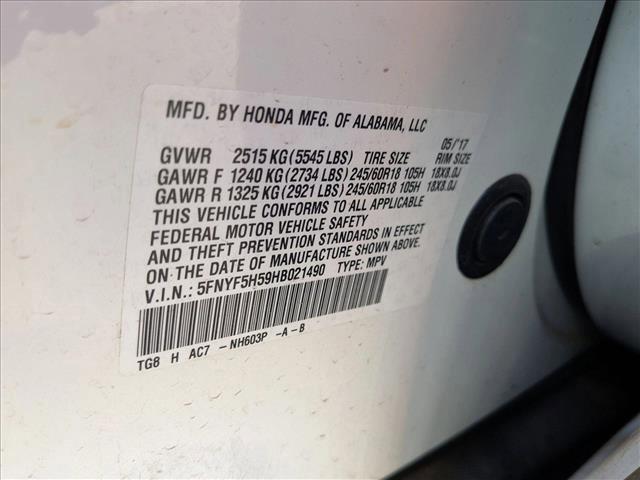 MFD. BY HONDA MFG. OF ALABAMA, LLC
05/'17
GVWR 2515 KG(5545 LBS) TIRE SIZE RIM SIZE
GAWR F 1240 KG(2734 LBS) 245/60R18 105H 18X8.0J
GAWR R 1325 KG(2921 LBS) 245/60R18 105H 18X8.0J
THIS VEHICLE CONFORMS TO ALL APPLICABLE
FEDERAL MOTOR VEHICLE SAFETY
AND THEFT PREVENTION STANDARDS IN EFFECT
ON THE DATE OF MANUFACTURE SHOWN ABOVE.
V.I.N.: 5FNYF5H59HB021490 TYPE: MPV
TG8 H AC7 -NH603P -A-B